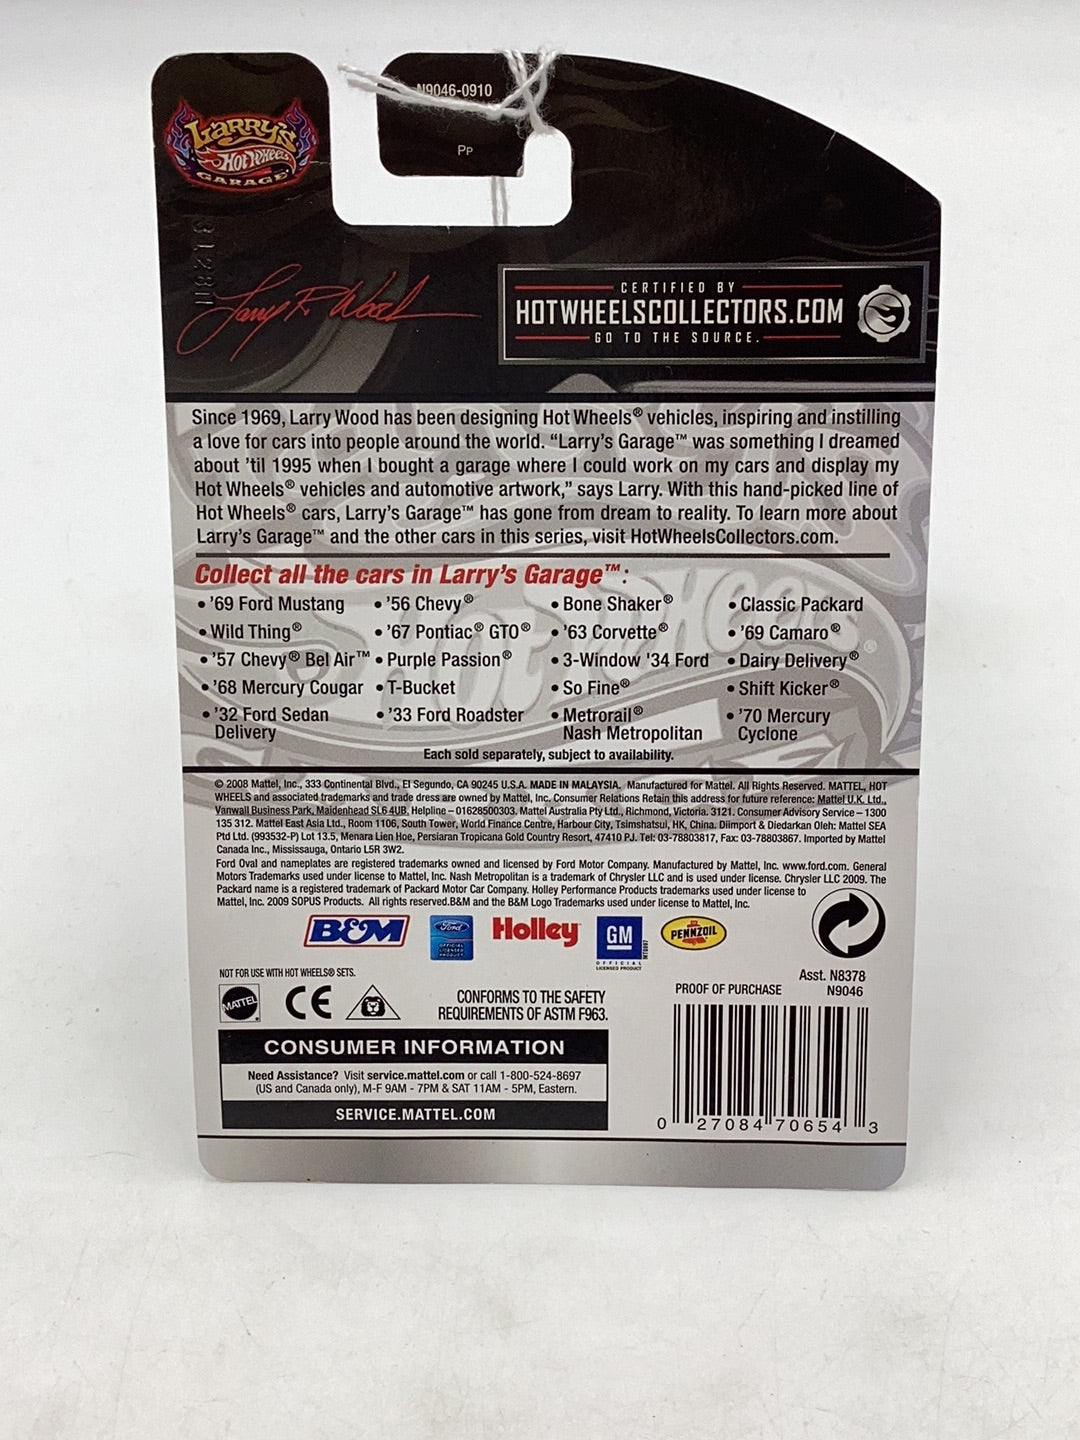 N9046-0910
Pp
Larry's
Hot Wheels
GARAGE
Larry R Wood
CERTIFIED BY
HOTWHEELSCOLLECTORS.COM
GO TO THE SOURCE.
Since 1969, Larry Wood has been designing Hot Wheels® vehicles, inspiring and instilling
a love for cars into people around the world. “Larry’s Garage™ was something I dreamed
about ’til 1995 when I bought a garage where I could work on my cars and display my
Hot Wheels® vehicles and automotive artwork,” says Larry. With this hand-picked line of
Hot Wheels® cars, Larry’s Garage™ has gone from dream to reality. To learn more about
Larry’s Garage™ and the other cars in this series, visit HotWheelsCollectors.com.
Collect all the cars in Larry’s Garage™:
• ’69 Ford Mustang
• Wild Thing®
• ’57 Chevy® Bel Air™
• ’68 Mercury Cougar
• ’32 Ford Sedan
Delivery
• ’56 Chevy®
• ’67 Pontiac® GTO®
• Purple Passion®
• T-Bucket
• ’33 Ford Roadster
• Bone Shaker®
• ’63 Corvette®
• 3-Window '34 Ford
• So Fine®
• Metrorail®
Nash Metropolitan
• Classic Packard
• ’69 Camaro®
• Dairy Delivery®
• Shift Kicker®
• ’70 Mercury
Cyclone
Each sold separately, subject to availability.
© 2008 Mattel, Inc., 333 Continental Blvd., El Segundo, CA 90245 U.S.A. MADE IN MALAYSIA. Manufactured for Mattel. All Rights Reserved. MATTEL, HOT
WHEELS and associated trademarks and trade dress are owned by Mattel, Inc. Consumer Relations Retain this address for future reference: Mattel U.K. Ltd.,
Vanwall Business Park, Maidenhead SL6 4UB. Helpline – 01628500303. Mattel Australia Pty Ltd., Richmond, Victoria. 3121. Consumer Advisory Service – 1300
135 312. Mattel East Asia Ltd., Room 1106, South Tower, World Finance Centre, Harbour City, Tsimshatsui, HK, China. Diimport & Diedarkan Oleh: Mattel SEA
Ptd Ltd. (993532-P) Lot 13.5, Menara Lien Hoe, Persiaran Tropicana Gold Country Resort, 47410 PJ. Tel: 03-78803817, Fax: 03-78803867. Imported by Mattel
Canada Inc., Mississauga, Ontario L5R 3W2.
Ford Oval and nameplates are registered trademarks owned and licensed by Ford Motor Company. Manufactured by Mattel, Inc. www.ford.com. General
Motors Trademarks used under license to Mattel, Inc. Nash Metropolitan is a trademark of Chrysler LLC and is used under license. Chrysler LLC 2009. The
Packard name is a registered trademark of Packard Motor Car Company. Holley Performance Products trademarks used under license to
Mattel, Inc. 2009 SOPUS Products. All rights reserved.B&M and the B&M Logo Trademarks used under license to Mattel, Inc.
B&M
Ford
OFFICIAL
LICENSED
PRODUCT
Holley
GM
OFFICIAL
LICENSED PRODUCT
PENNZOIL
NOT FOR USE WITH HOT WHEELS® SETS.
MATTEL
CE
CONFORMS TO THE SAFETY
REQUIREMENTS OF ASTM F963.
Asst. N8378
N9046
PROOF OF PURCHASE
CONSUMER INFORMATION
Need Assistance? Visit service.mattel.com or call 1-800-524-8697
(US and Canada only), M-F 9AM - 7PM & SAT 11AM - 5PM, Eastern.
SERVICE.MATTEL.COM
0 27084 70654 3